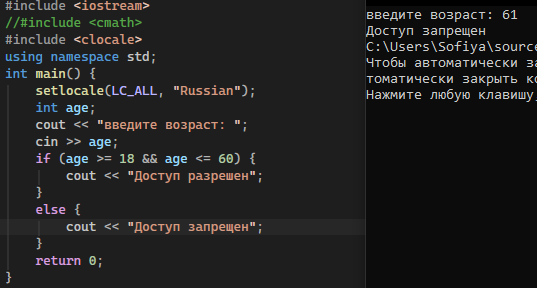 #include <iostream>
//#include <cmath>
#include <clocale>
using namespace std;
int main() {
setlocale(LC_ALL, "Russian");
int age;
cout << "введите возраст: ";
cin >> age;
if (age >= 18 && age <= 60) {
cout << "Доступ разрешен";
}
else {
cout << "Доступ запрещен";
}
return 0;
}
введите возраст: 61
Доступ запрещен
C:\Users\Sofiya\source
Чтобы автоматически
томатически закрыть
Нажмите любую клавишу